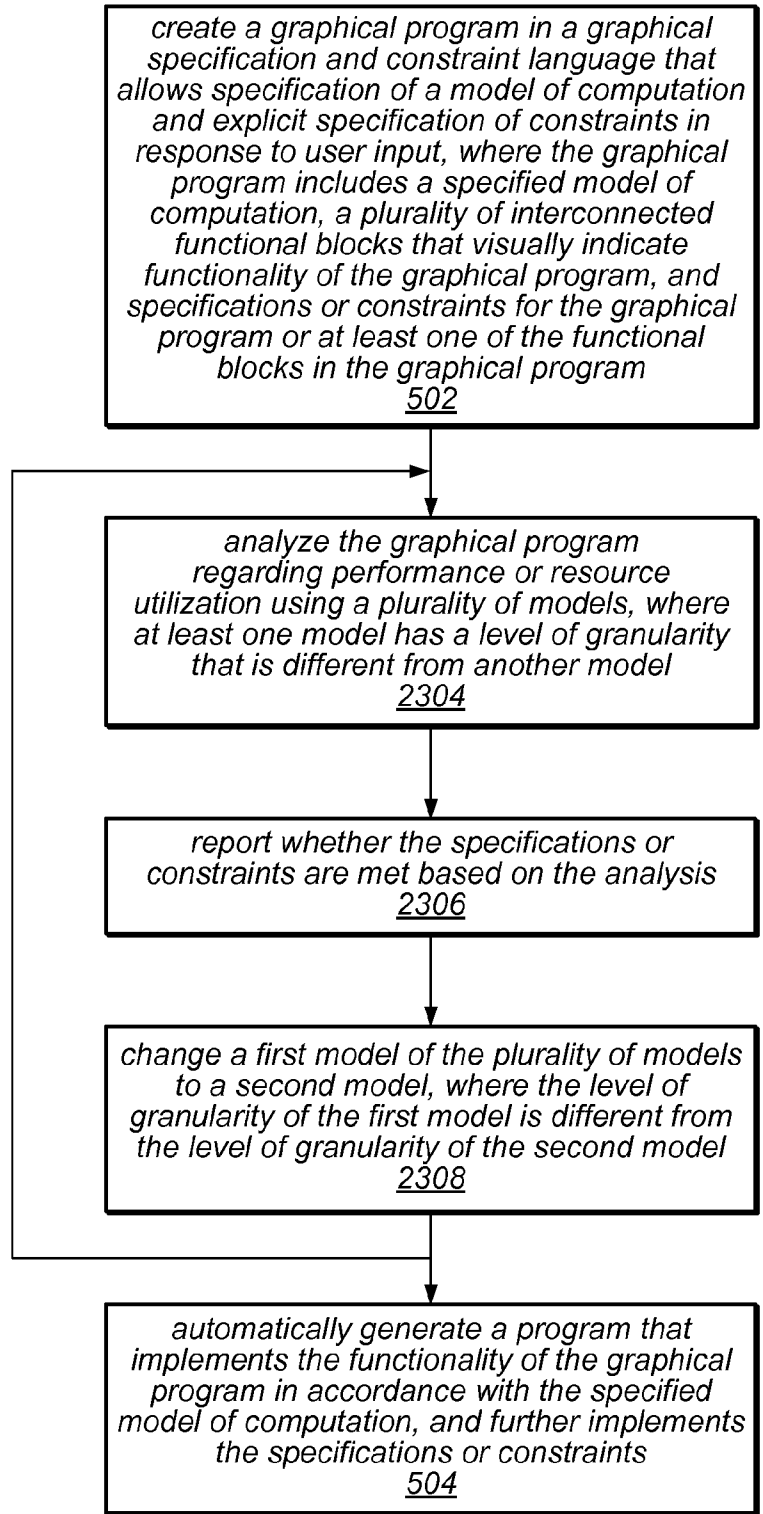 create a graphical program in a graphical
specification and constraint language that
allows specification of a model of computation
and explicit specification of constraints in
response to user input, where the graphical
program includes a specified model of
computation, a plurality of interconnected
functional blocks that visually indicate
functionality of the graphical program, and
specifications or constraints for the graphical
program or at least one of the functional
blocks in the graphical program
502
analyze the graphical program
regarding performance or resource
utilization using a plurality of models, where
at least one model has a level of granularity
that is different from another model
2304
report whether the specifications or
constraints are met based on the analysis
2306
change a first model of the plurality of models
to a second model, where the level of
granularity of the first model is different from
the level of granularity of the second model
2308
automatically generate a program that
implements the functionality of the graphical
program in accordance with the specified
model of computation, and further implements
the specifications or constraints
504